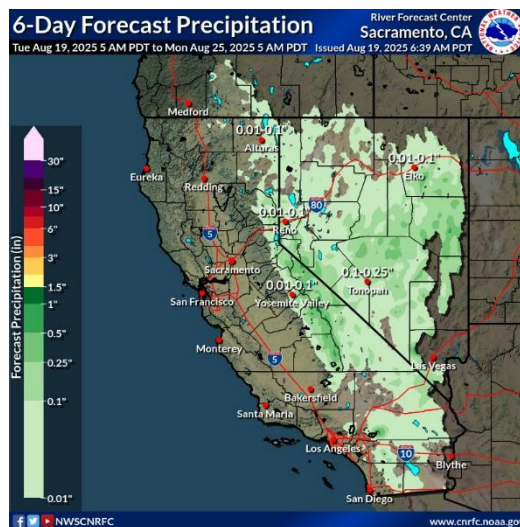 6-Day Forecast Precipitation
River Forecast Center
Sacramento, CA
Tue Aug 19, 2025 5 AM PDT to Mon Aug 25, 2025 5 AM PDT Issued Aug 19, 2025 6:39 AM PDT
Medford
0.01-0.1"
Alturas
0.01-0.1"
Elko
Eureka
Redding
0.01-0.1"
80
Reno
5
Sacramento
0.1-0.25"
Tonopah
0.01-0.1"
Yosemite Valley
San Francisco
Monterey
5
Las Vegas
Bakersfield
Santa Maria
Los Angeles
10
Blythe
San Diego
Forecast Precipitation (in)
30"
15"
10"
6"
3"
1.5"
1"
0.5"
0.25"
0.1"
0.01"
NWSCNRFC
www.cnrfc.noaa.gov